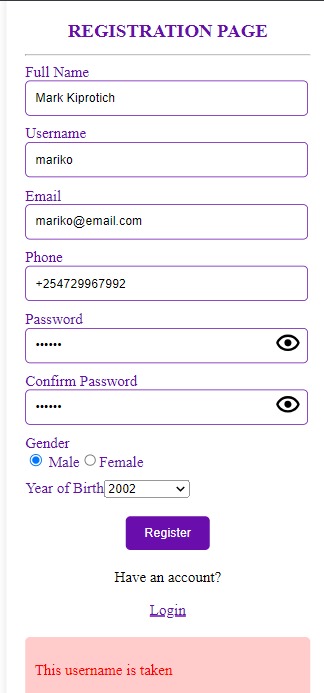 REGISTRATION PAGE
Full Name
Mark Kiprotich
Username
mariko
Email
mariko@email.com
Phone
+254729967992
Password
••••••
Confirm Password
••••••
Gender
Male Female
Year of Birth 2002
Register
Have an account?
Login
This username is taken